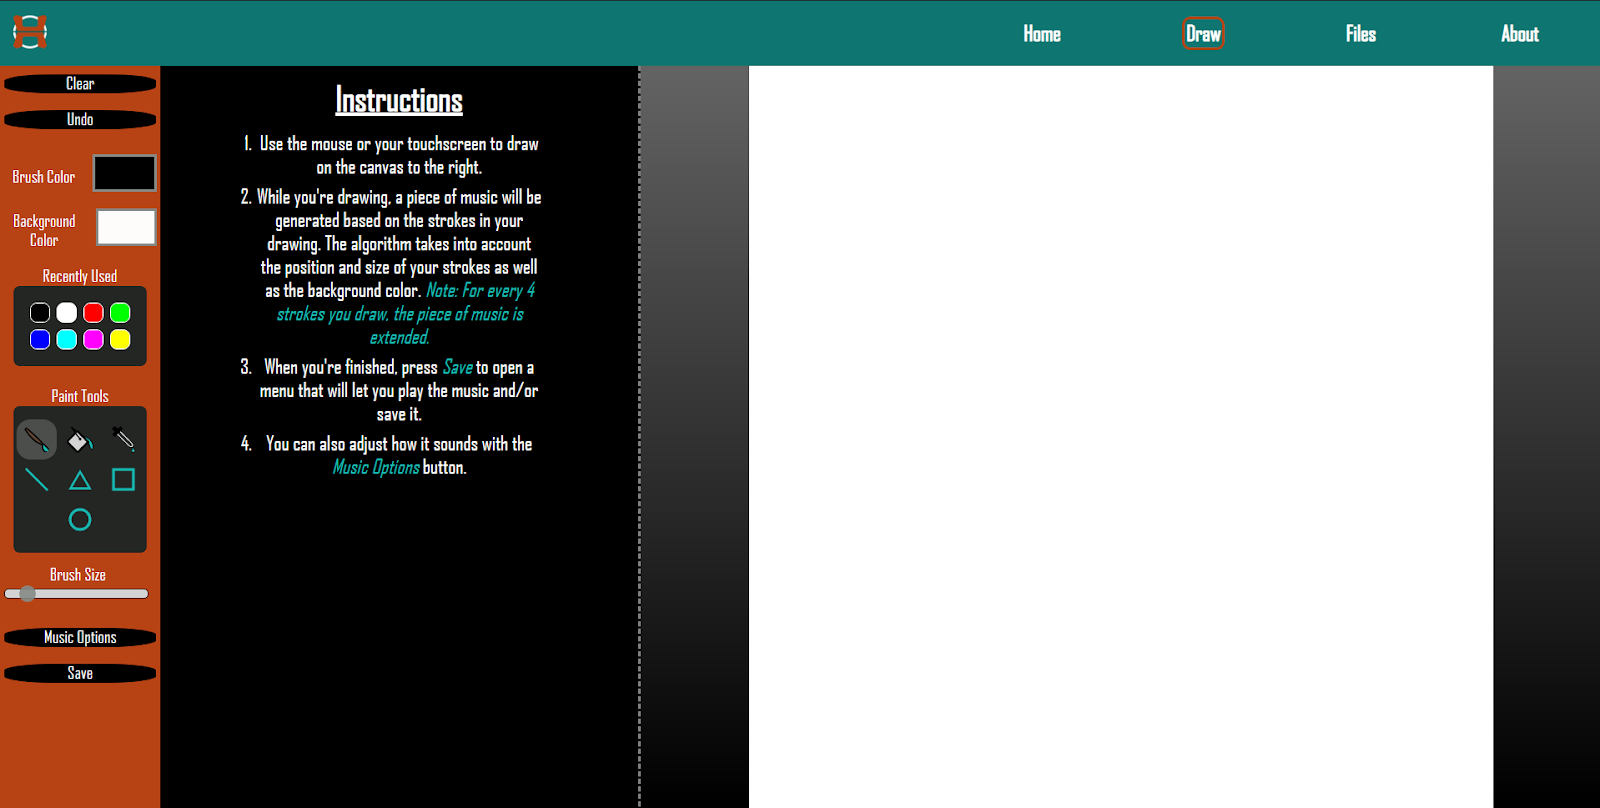 H
Home
Draw
Files
About
Clear
Undo
Brush Color
Background
Color
Recently Used
Paint Tools
Brush Size
Music Options
Save
Instructions
1. Use the mouse or your touchscreen to draw
on the canvas to the right.
2. While you're drawing, a piece of music will be
generated based on the strokes in your
drawing. The algorithm takes into account
the position and size of your strokes as well
as the background color. Note: For every 4
strokes you draw, the piece of music is
extended.
3. When you're finished, press Save to open a
menu that will let you play the music and/or
save it.
4. You can also adjust how it sounds with the
Music Options button.